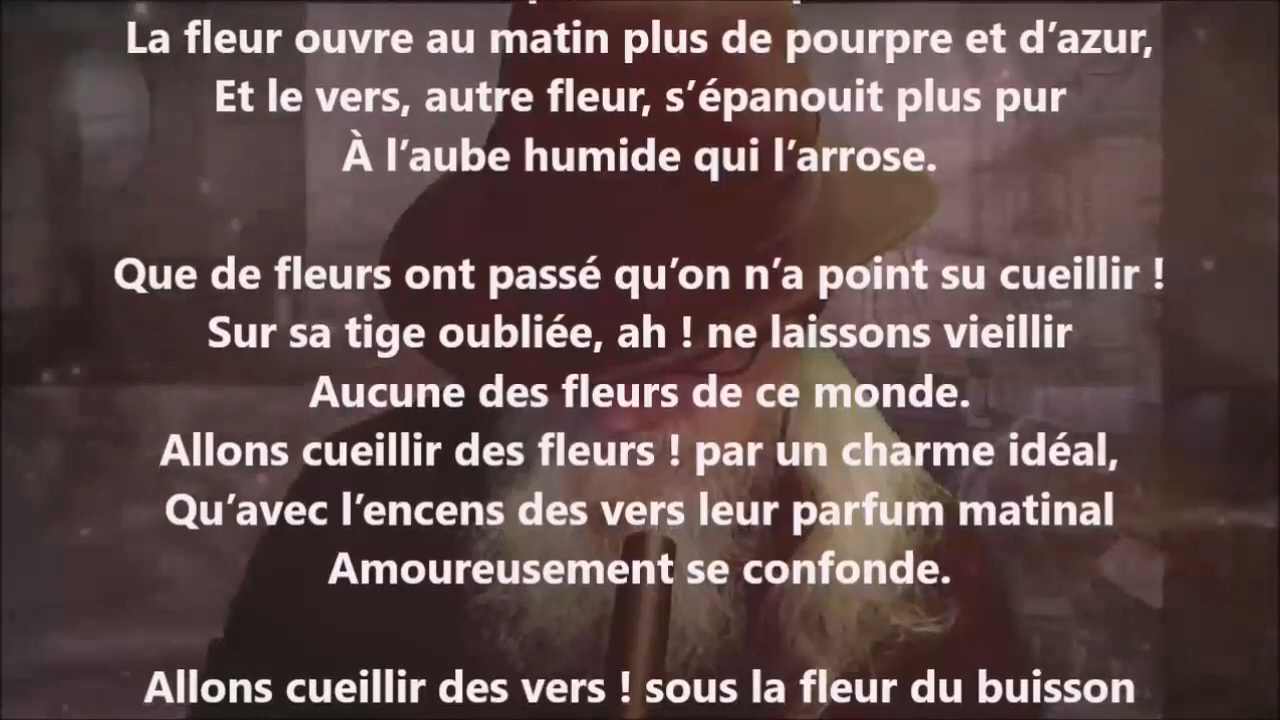 La fleur ouvre au matin plus de pourpre et d’azur,
Et le vers, autre fleur, s’épanouit plus pur
À l’aube humide qui l’arrose.
Que de fleurs ont passé qu’on n’a point su cueillir !
Sur sa tige oubliée, ah ! ne laissons vieillir
Aucune des fleurs de ce monde.
Allons cueillir des fleurs ! par un charme idéal,
Qu’avec l’encens des vers leur parfum matinal
Amoureusement se confonde.
Allons cueillir des vers ! sous la fleur du buisson